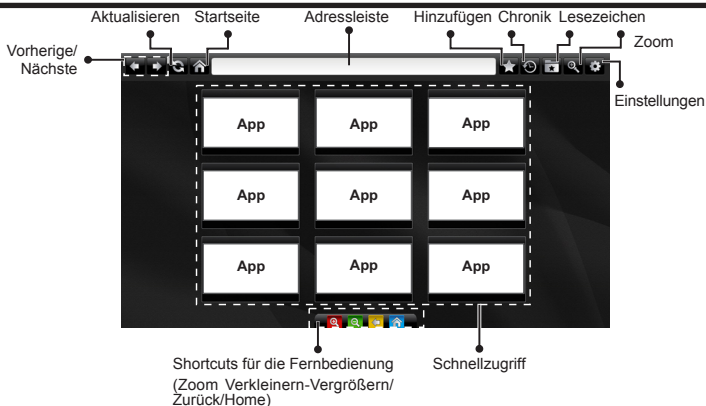 Aktualisieren Startseite Adressleiste Hinzufügen Chronik Lesezeichen
Zoom
Vorherige/
Nächste
Einstellungen
App App App
App App App
App App App
Shortcuts für die Fernbedienung
(Zoom Verkleinern-Vergrößern/
Zurück/Home)
Schnellzugriff